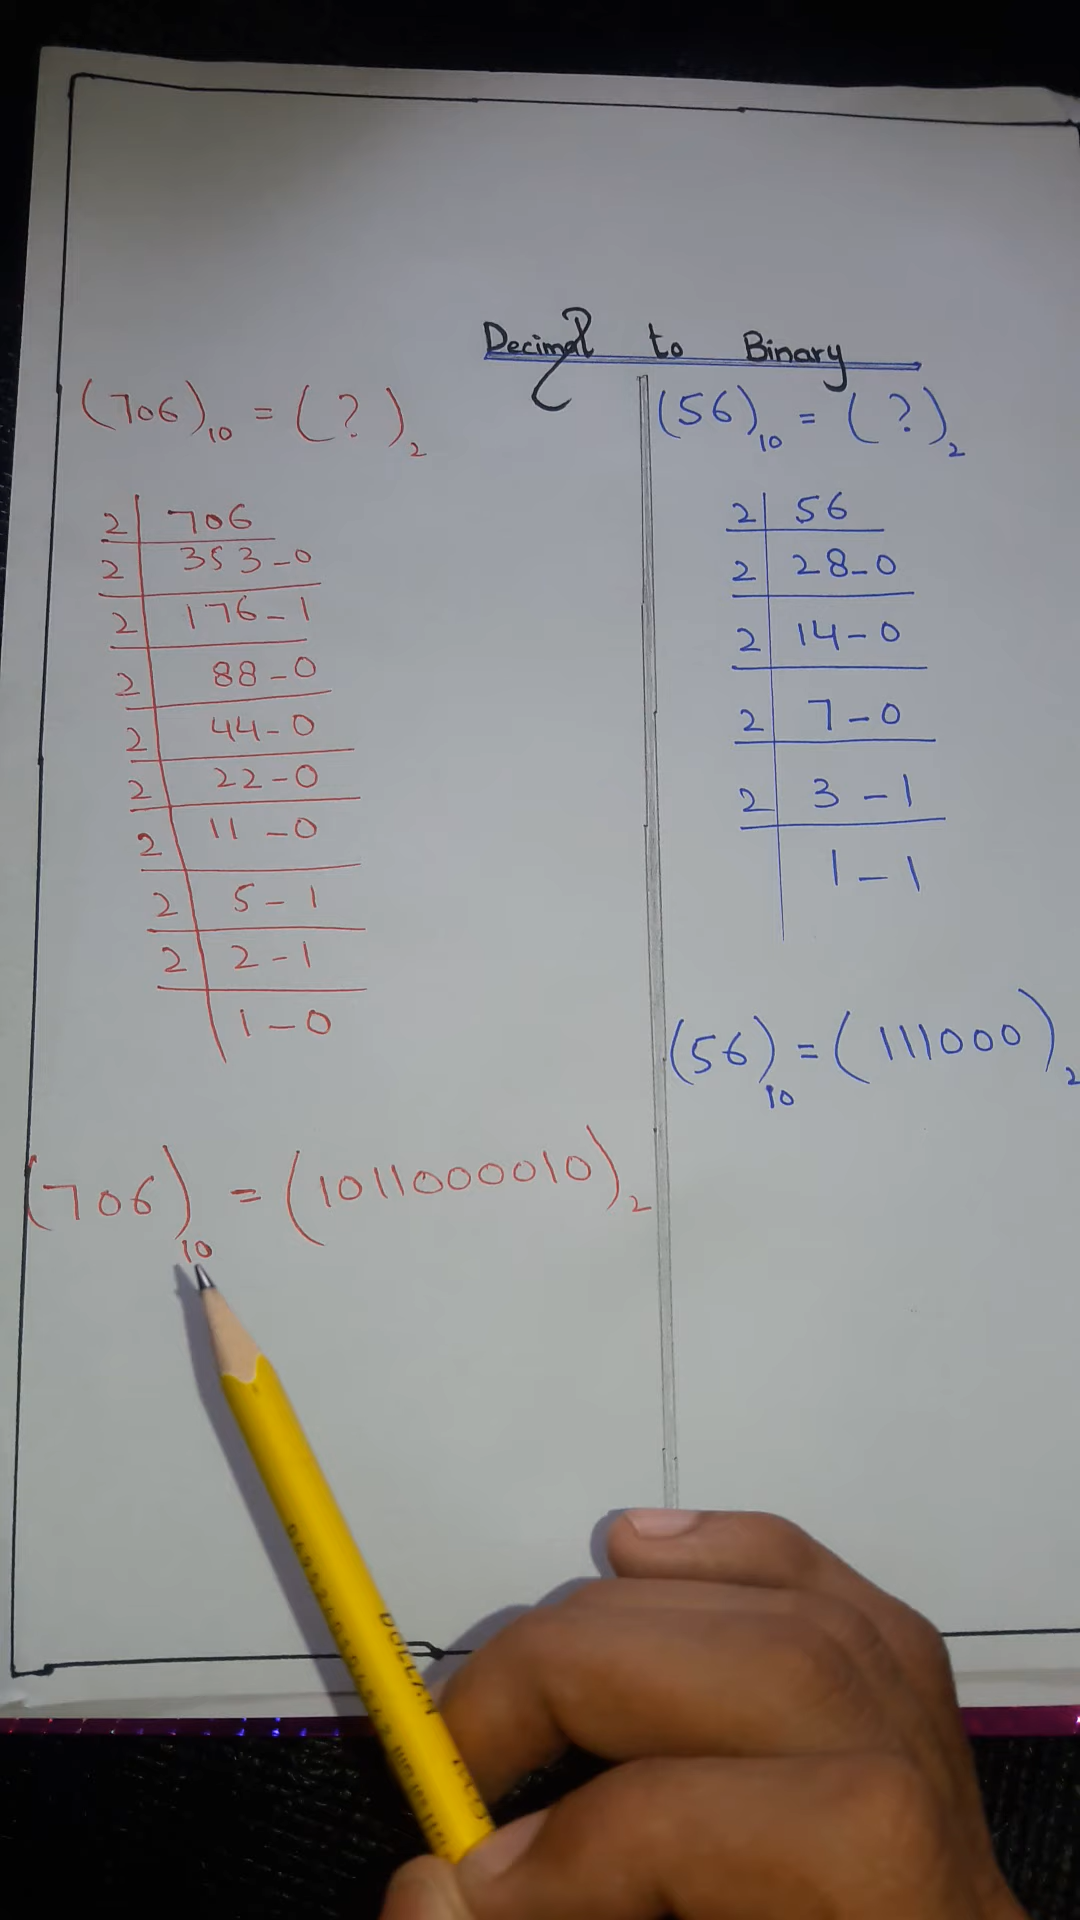 Decimal to Binary
(706)10 = (?)2
2 | 706
2 | 353 - 0
2 | 176 - 1
2 | 88 - 0
2 | 44 - 0
2 | 22 - 0
2 | 11 - 0
2 | 5 - 1
2 | 2 - 1
1 - 0
(706)10 = (1011000010)2
(56)10 = (?)2
2 | 56
2 | 28 - 0
2 | 14 - 0
2 | 7 - 0
2 | 3 - 1
1 - 1
(56)10 = (111000)2
DOLLAR